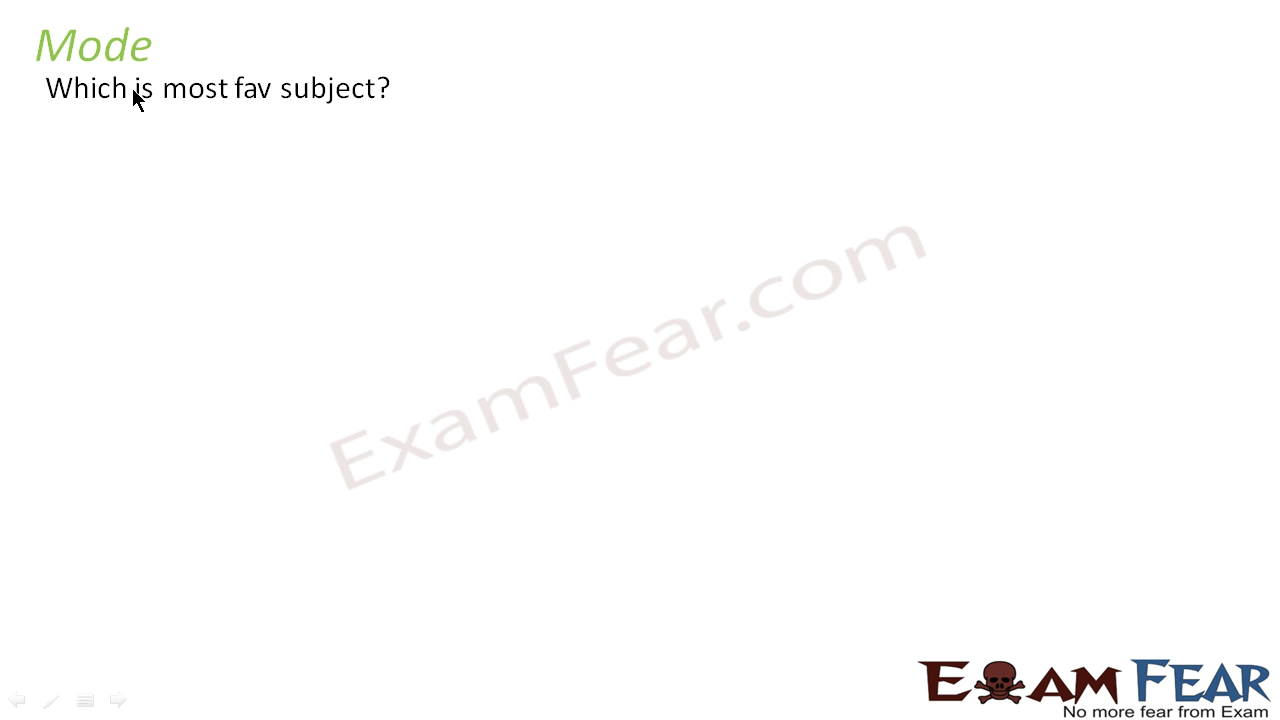 Mode
Which is most fav subject?
ExamFear.com
EXAM FEAR
No more fear from Exam